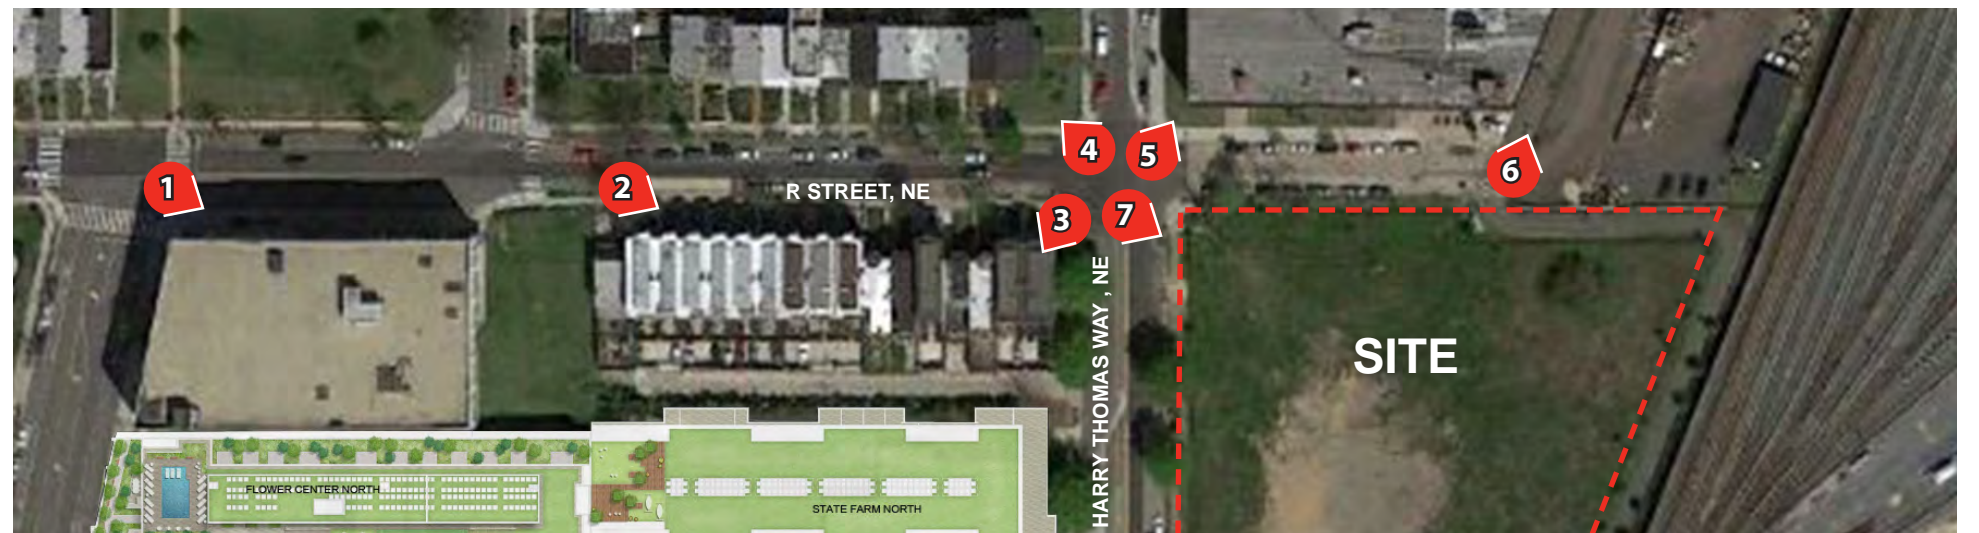 4
5
6
1
2
R STREET, NE
3
7
HARRY THOMAS WAY , NE
SITE
FLOWER CENTER NORTH
STATE FARM NORTH